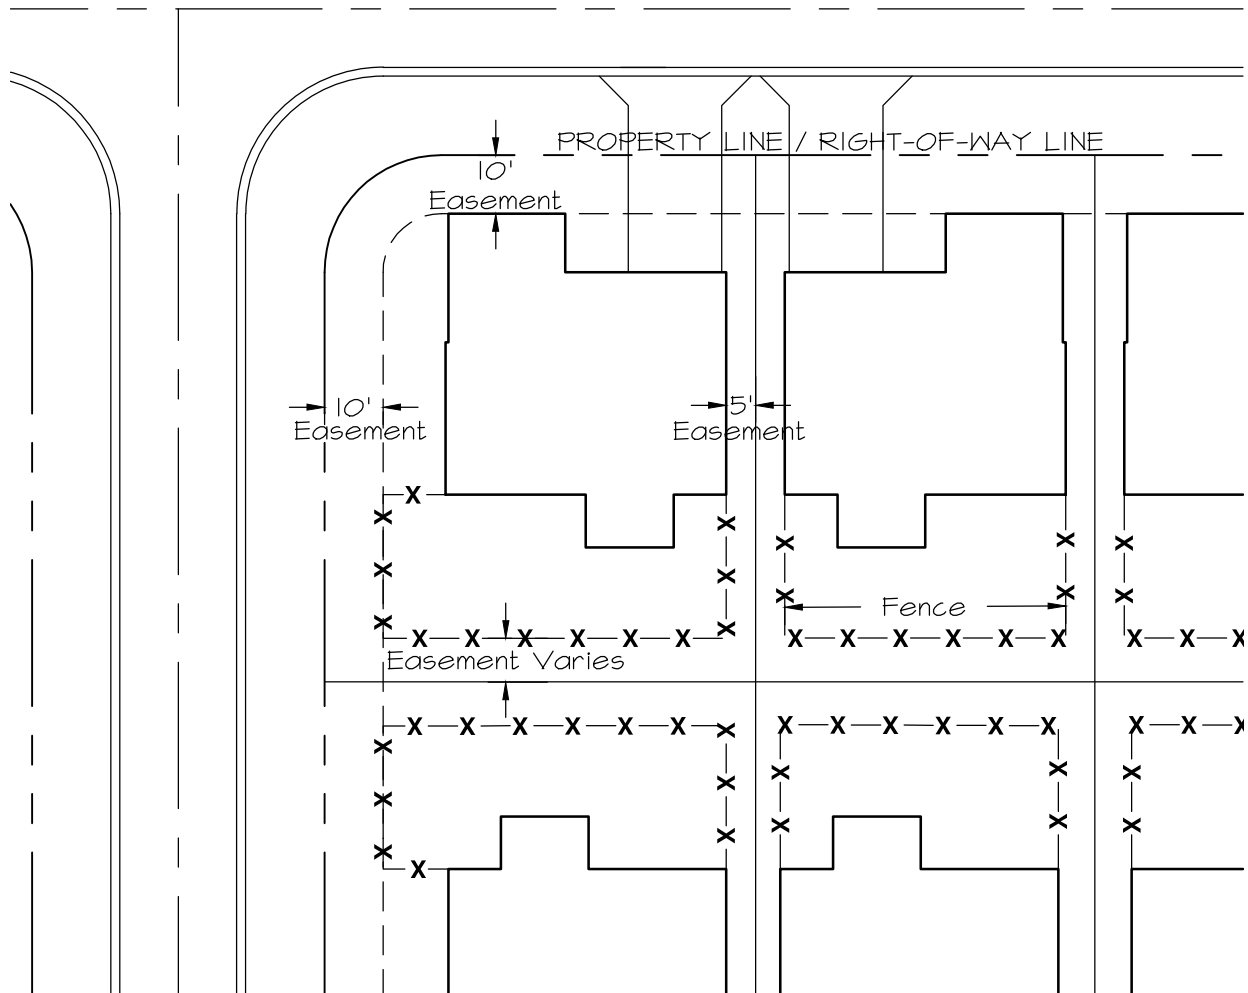 PROPERTY LINE / RIGHT-OF-WAY LINE
10'
Easement
10'
Easement
5'
Easement
Fence
Easement Varies